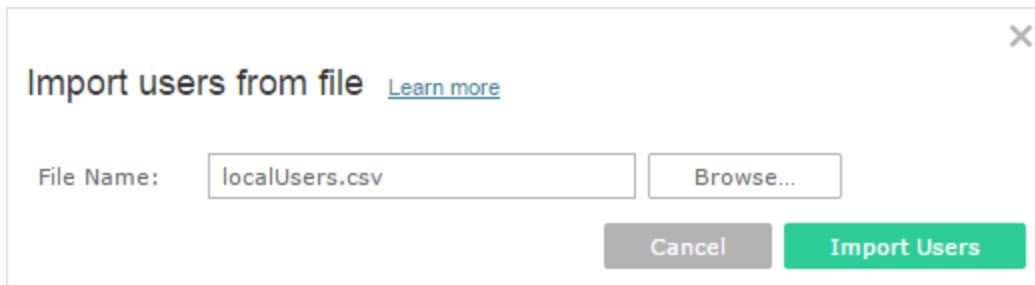 Import users from file Learn more
File Name: localUsers.csv Browse...
Cancel Import Users